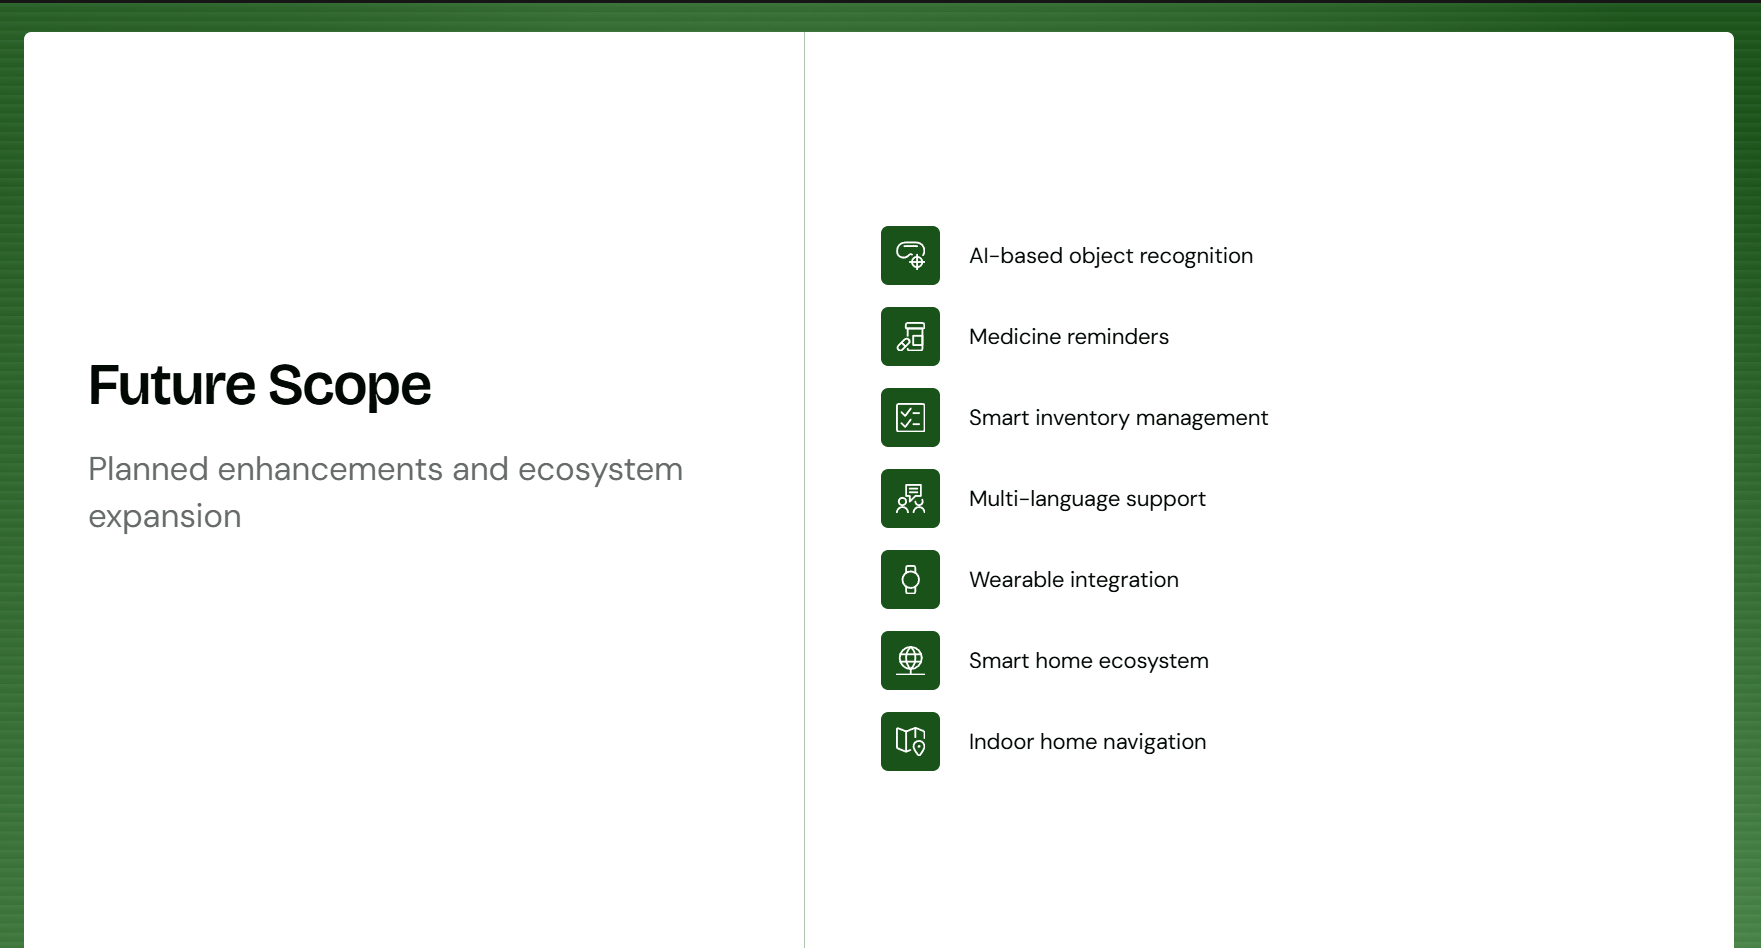 Future Scope
Planned enhancements and ecosystem
expansion
AI-based object recognition
Medicine reminders
Smart inventory management
Multi-language support
Wearable integration
Smart home ecosystem
Indoor home navigation